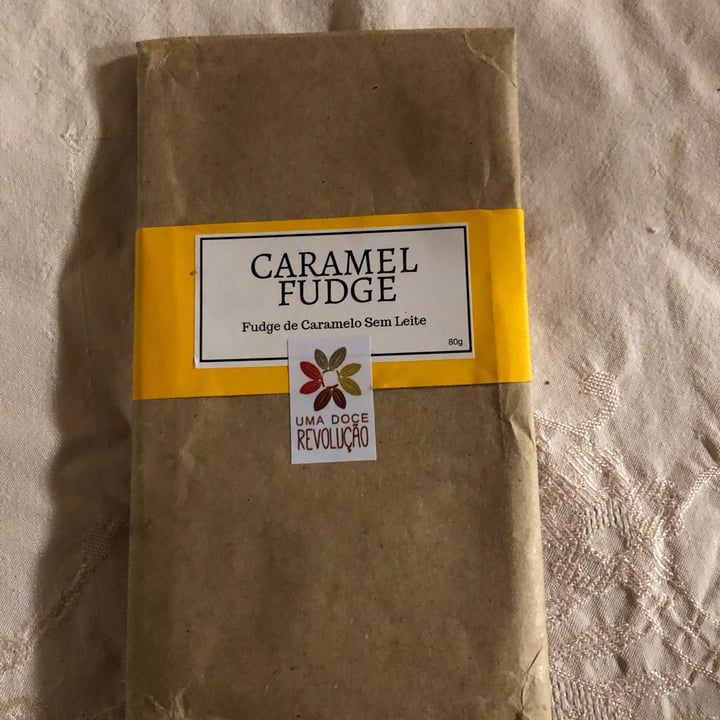 CARAMEL
FUDGE
Fudge de Caramelo Sem Leite
80g
UMA DOCE
REVOLUÇÃO